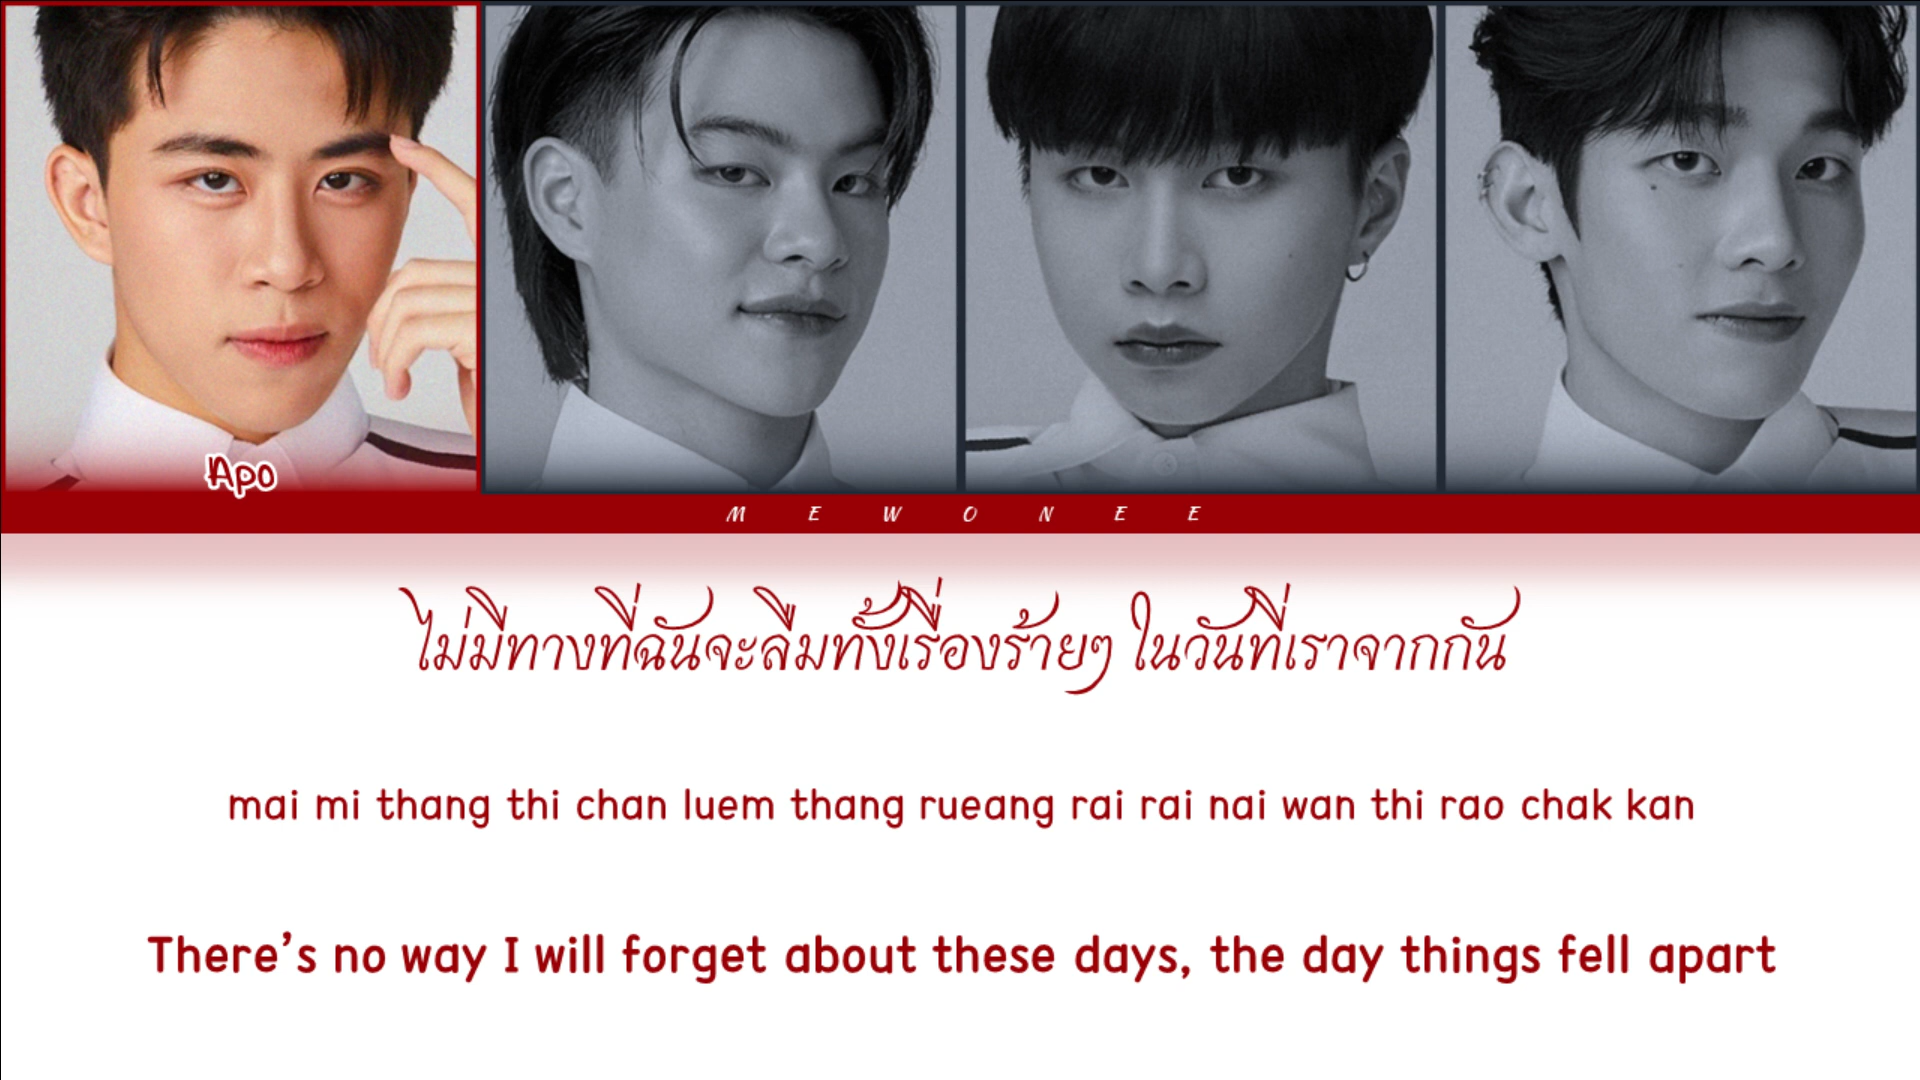 Apo
MEWONEE
ไม่มีทางที่ฉันจะลืมทั้งเรื่องร้ายๆ ในวันที่เราจากกัน
mai mi thang thi chan luem thang rueang rai rai nai wan thi rao chak kan
There's no way I will forget about these days, the day things fell apart